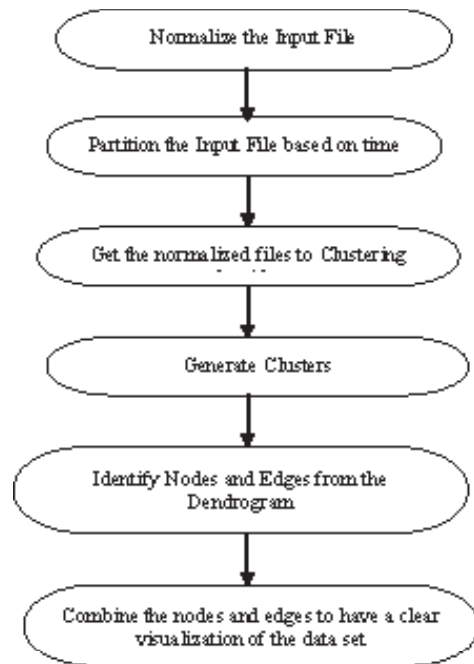 Normalize the Input File
Partition the Input File based on time
Get the normalized files to Clustering
Generate Clusters
Identify Nodes and Edges from the
Dendrogram
Combine the nodes and edges to have a clear
visualization of the data set